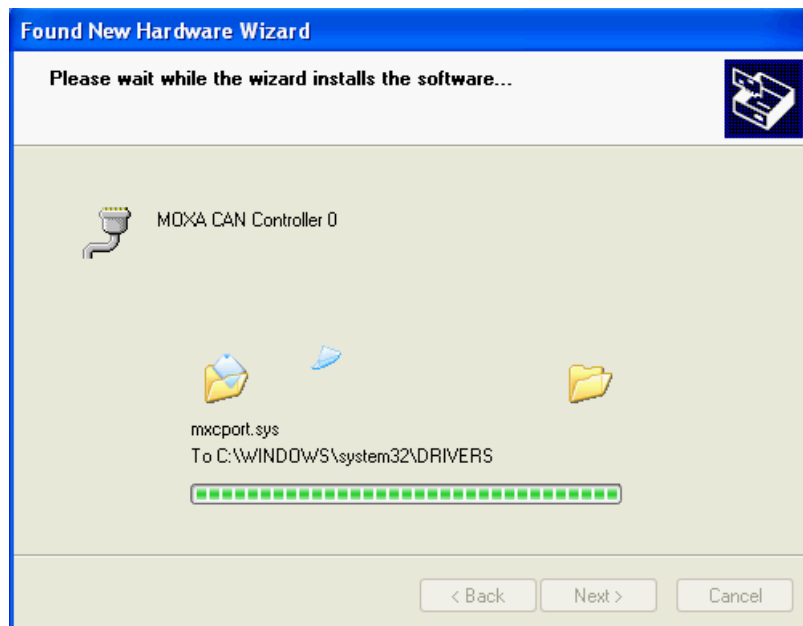 Found New Hardware Wizard
Please wait while the wizard installs the software...
MOXA CAN Controller 0
mxcport.sys
To C:\WINDOWS\system32\DRIVERS
< Back
Next >
Cancel